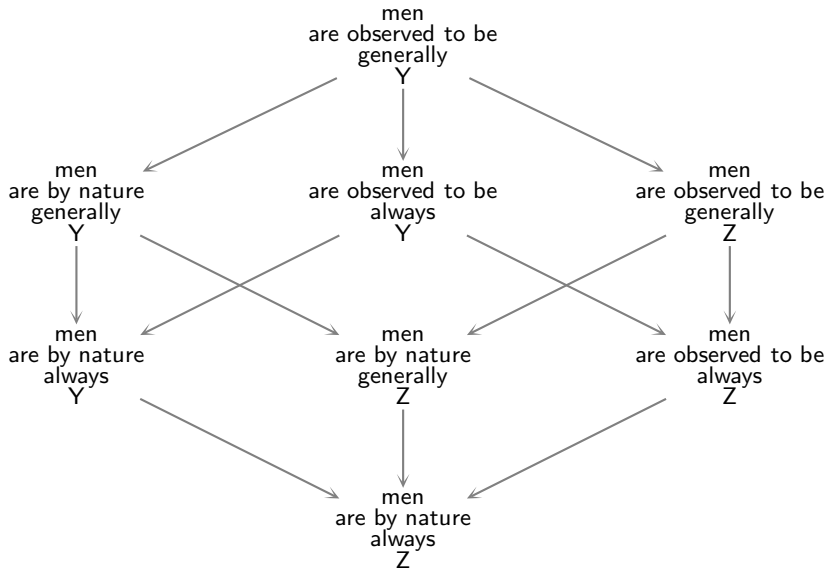 men
are observed to be
generally
Y
men
are by nature
generally
Y
men
are observed to be
always
Y
men
are observed to be
generally
Z
men
are by nature
always
Y
men
are by nature
generally
Z
men
are observed to be
always
Z
men
are by nature
always
Z